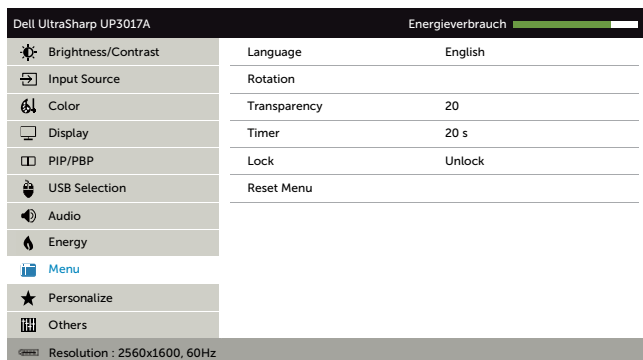 Dell UltraSharp UP3017A Energieverbrauch
Brightness/Contrast Language English
Input Source Rotation
Color Transparency 20
Display Timer 20 s
PIP/PBP Lock Unlock
USB Selection Reset Menu
Audio
Energy
Menu
Personalize
Others
Resolution : 2560x1600, 60Hz